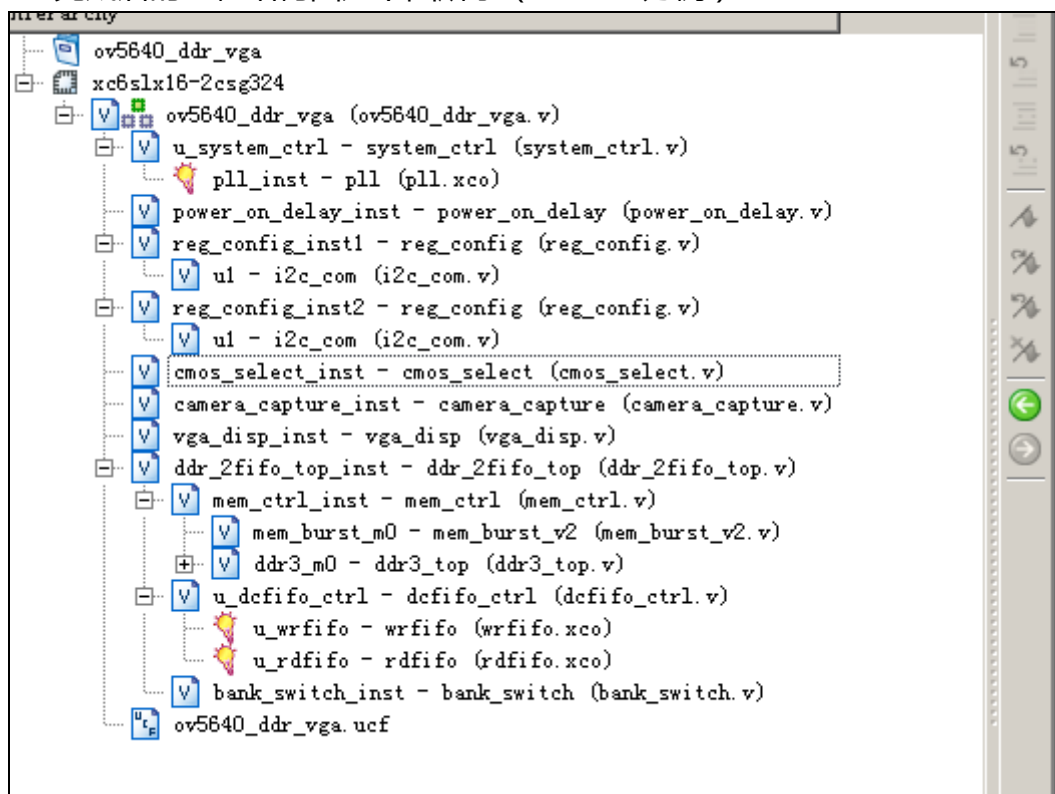 ov5640_ddr_vga
xc6slx16-2csg324
ov5640_ddr_vga (ov5640_ddr_vga.v)
u_system_ctrl - system_ctrl (system_ctrl.v)
pll_inst - pll (pll.xco)
power_on_delay_inst - power_on_delay (power_on_delay.v)
reg_config_inst1 - reg_config (reg_config.v)
u1 - i2c_com (i2c_com.v)
reg_config_inst2 - reg_config (reg_config.v)
u1 - i2c_com (i2c_com.v)
cmos_select_inst - cmos_select (cmos_select.v)
camera_capture_inst - camera_capture (camera_capture.v)
vga_disp_inst - vga_disp (vga_disp.v)
ddr_2fifo_top_inst - ddr_2fifo_top (ddr_2fifo_top.v)
mem_ctrl_inst - mem_ctrl (mem_ctrl.v)
mem_burst_m0 - mem_burst_v2 (mem_burst_v2.v)
ddr3_m0 - ddr3_top (ddr3_top.v)
u_dcfifo_ctrl - dcfifo_ctrl (dcfifo_ctrl.v)
u_wrfifo - wrfifo (wrfifo.xco)
u_rdfifo - rdfifo (rdfifo.xco)
bank_switch_inst - bank_switch (bank_switch.v)
ov5640_ddr_vga.ucf